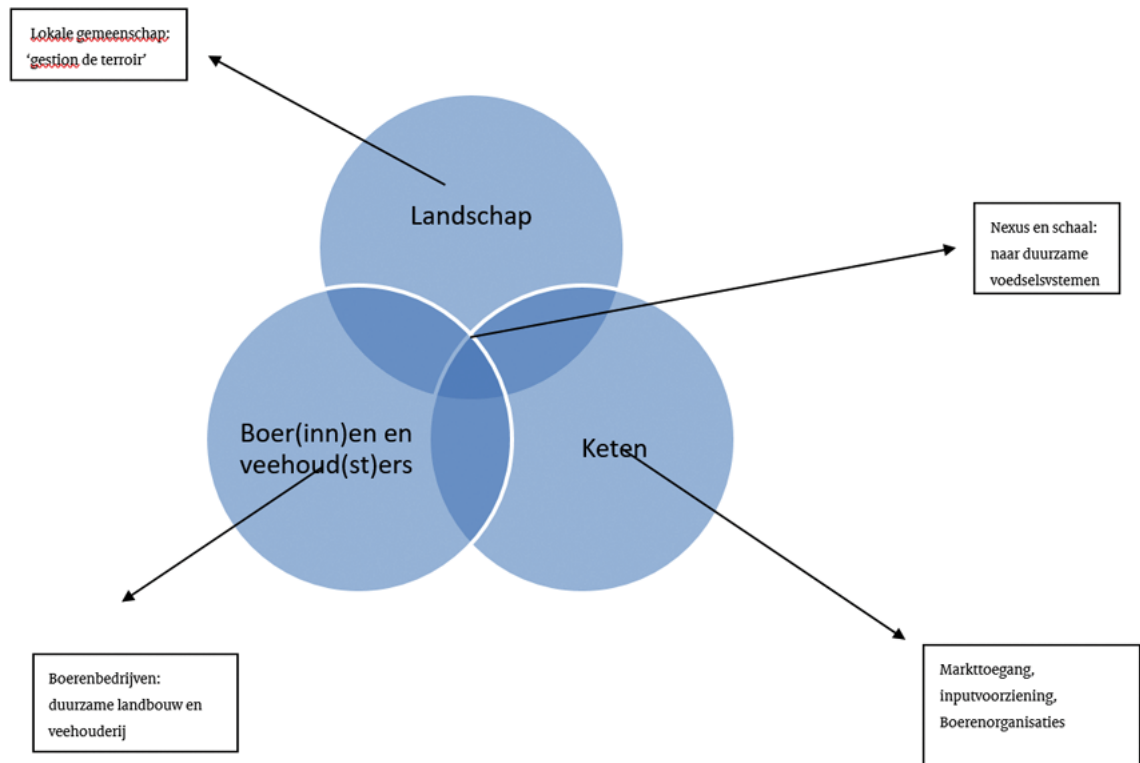 Lokale gemeenschap:
‘gestion de terroir’
Landschap
Nexus en schaal:
naar duurzame
voedselsystemen
Boer(inn)en en
veehoud(st)ers
Keten
Boerenbedrijven:
duurzame landbouw en
veehouderij
Markttoegang,
inputvoorziening,
Boerenorganisaties